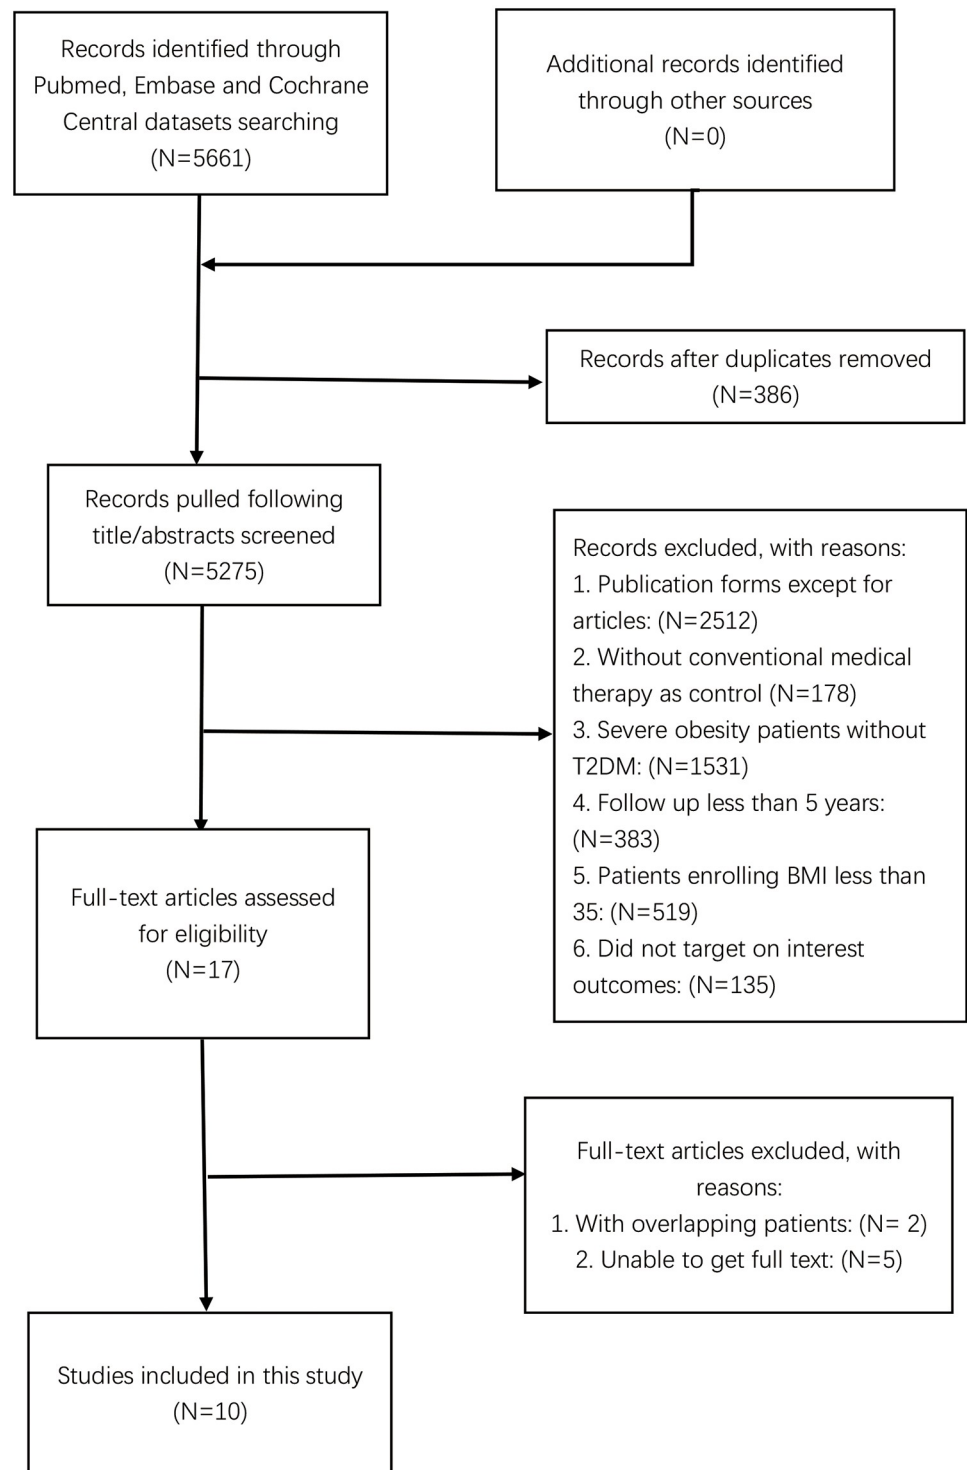 Records identified through
Pubmed, Embase and Cochrane
Central datasets searching
(N=5661)
Additional records identified
through other sources
(N=0)
Records after duplicates removed
(N=386)
Records pulled following
title/abstracts screened
(N=5275)
Records excluded, with reasons:
1. Publication forms except for
articles: (N=2512)
2. Without conventional medical
therapy as control (N=178)
3. Severe obesity patients without
T2DM: (N=1531)
4. Follow up less than 5 years:
(N=383)
5. Patients enrolling BMI less than
35: (N=519)
6. Did not target on interest
outcomes: (N=135)
Full-text articles assessed
for eligibility
(N=17)
Full-text articles excluded, with
reasons:
1. With overlapping patients: (N= 2)
2. Unable to get full text: (N=5)
Studies included in this study
(N=10)